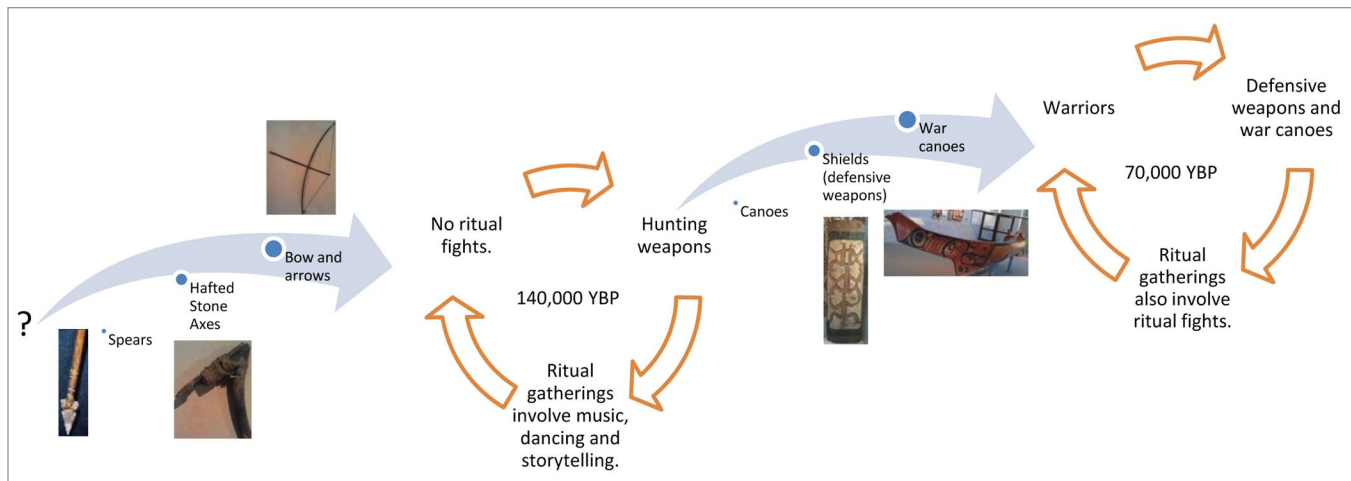 ?
Spears
Hafted
Stone
Axes
Bow and
arrows
No ritual
fights.
Hunting
weapons
140,000 YBP
Ritual
gatherings
involve music,
dancing and
storytelling.
Canoes
Shields
(defensive
weapons)
War
canoes
Warriors
Defensive
weapons and
war canoes
70,000 YBP
Ritual
gatherings
also involve
ritual fights.